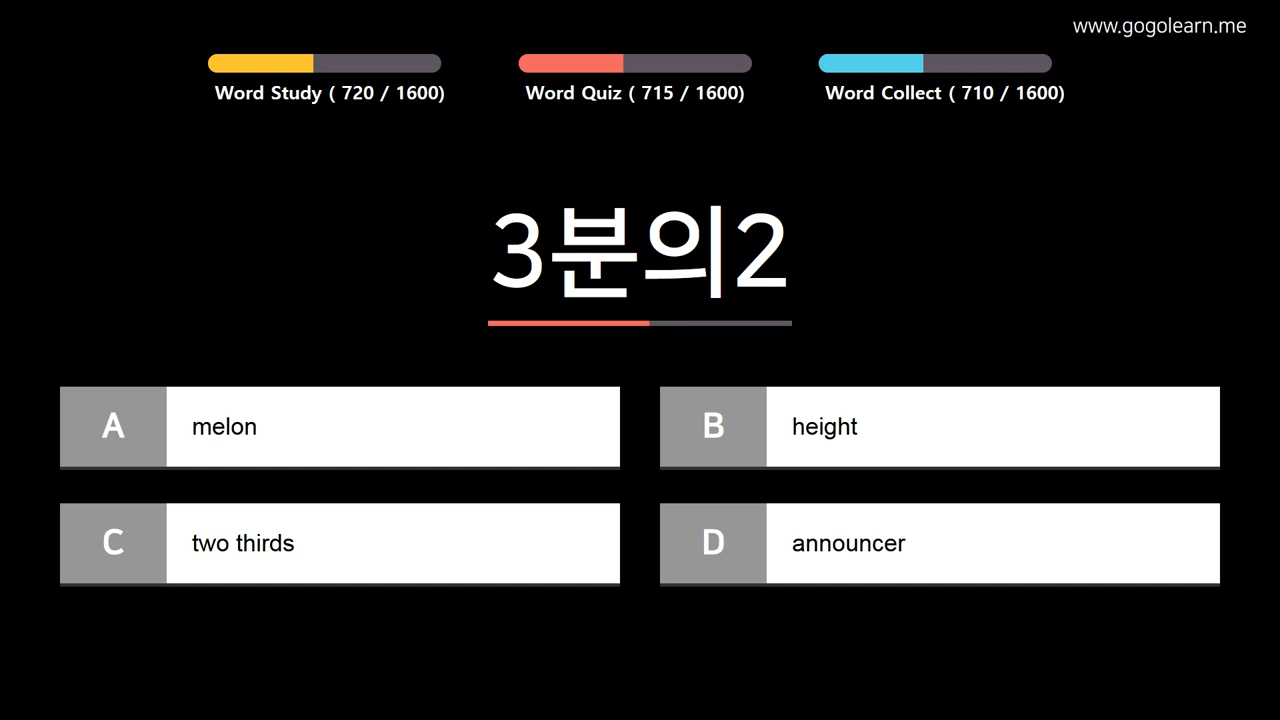 www.gogolearn.me
Word Study ( 720 / 1600)
Word Quiz ( 715 / 1600)
Word Collect ( 710 / 1600)
3분의2
A melon
B height
C two thirds
D announcer